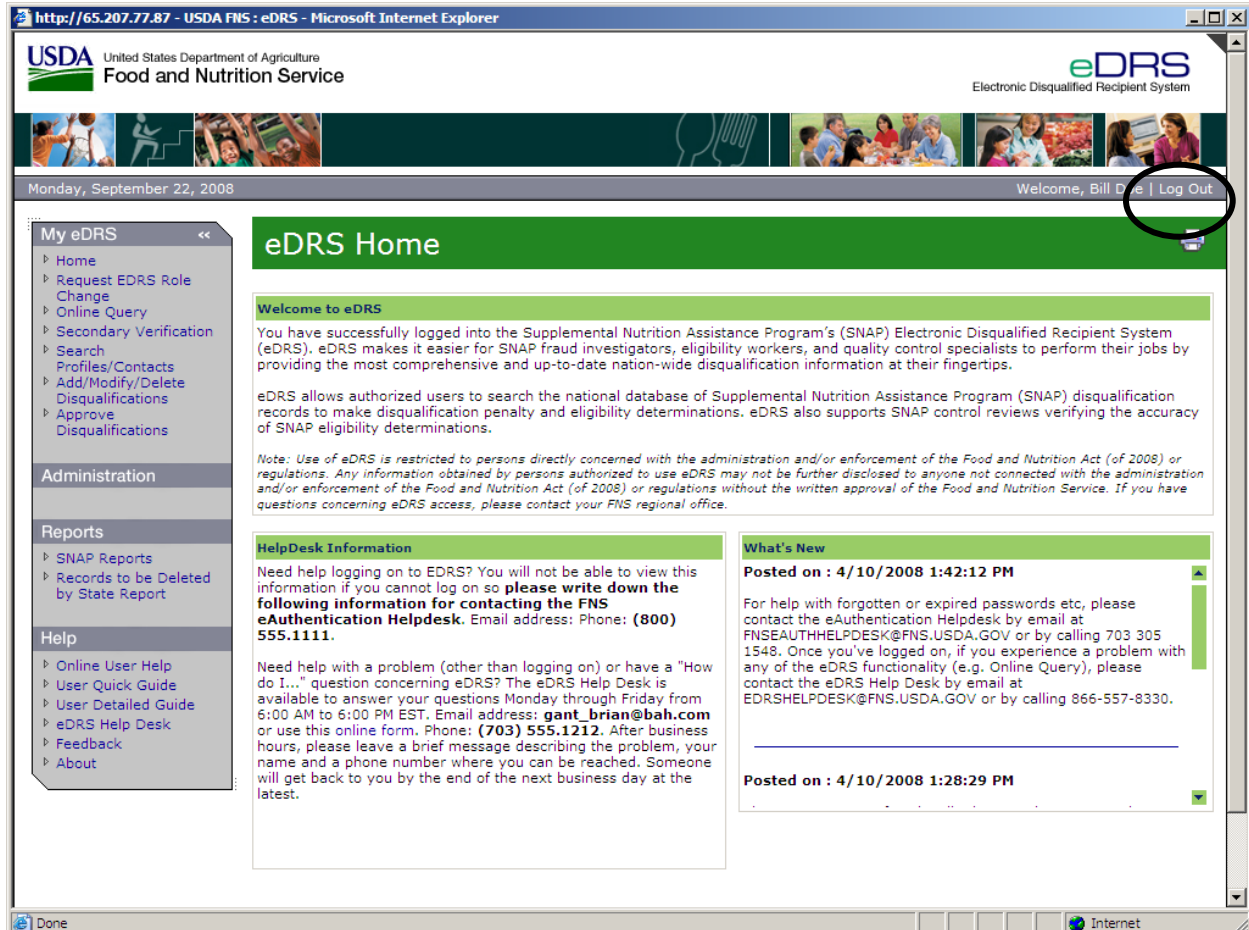 http://65.207.77.87 - USDA FNS : eDRS - Microsoft Internet Explorer
USDA United States Department of Agriculture
Food and Nutrition Service
eDRS
Electronic Disqualified Recipient System
Monday, September 22, 2008
Welcome, Bill Doe | Log Out
My eDRS «
Home
Request EDRS Role
Change
Online Query
Secondary Verification
Search
Profiles/Contacts
Add/Modify/Delete
Disqualifications
Approve
Disqualifications
Administration
Reports
SNAP Reports
Records to be Deleted
by State Report
Help
Online User Help
User Quick Guide
User Detailed Guide
eDRS Help Desk
Feedback
About
eDRS Home
Welcome to eDRS
You have successfully logged into the Supplemental Nutrition Assistance Program's (SNAP) Electronic Disqualified Recipient System
(eDRS). eDRS makes it easier for SNAP fraud investigators, eligibility workers, and quality control specialists to perform their jobs by
providing the most comprehensive and up-to-date nation-wide disqualification information at their fingertips.
eDRS allows authorized users to search the national database of Supplemental Nutrition Assistance Program (SNAP) disqualification
records to make disqualification penalty and eligibility determinations. eDRS also supports SNAP control reviews verifying the accuracy
of SNAP eligibility determinations.
Note: Use of eDRS is restricted to persons directly concerned with the administration and/or enforcement of the Food and Nutrition Act (of 2008) or
regulations. Any information obtained by persons authorized to use eDRS may not be further disclosed to anyone not connected with the administration
and/or enforcement of the Food and Nutrition Act (of 2008) or regulations without the written approval of the Food and Nutrition Service. If you have
questions concerning eDRS access, please contact your FNS regional office.
HelpDesk Information
Need help logging on to EDRS? You will not be able to view this
information if you cannot log on so please write down the
following information for contacting the FNS
eAuthentication Helpdesk. Email address: Phone: (800)
555.1111.
Need help with a problem (other than logging on) or have a "How
do I..." question concerning eDRS? The eDRS Help Desk is
available to answer your questions Monday through Friday from
6:00 AM to 6:00 PM EST. Email address: gant_brian@bah.com
or use this online form. Phone: (703) 555.1212. After business
hours, please leave a brief message describing the problem, your
name and a phone number where you can be reached. Someone
will get back to you by the end of the next business day at the
latest.
What's New
Posted on : 4/10/2008 1:42:12 PM
For help with forgotten or expired passwords etc, please
contact the eAuthentication Helpdesk by email at
FNSEAUTHHELPDESK@FNS.USDA.GOV or by calling 703 305
1548. Once you've logged on, if you experience a problem with
any of the eDRS functionality (e.g. Online Query), please
contact the eDRS Help Desk by email at
EDRSHELPDESK@FNS.USDA.GOV or by calling 866-557-8330.
Posted on : 4/10/2008 1:28:29 PM
Done
Internet